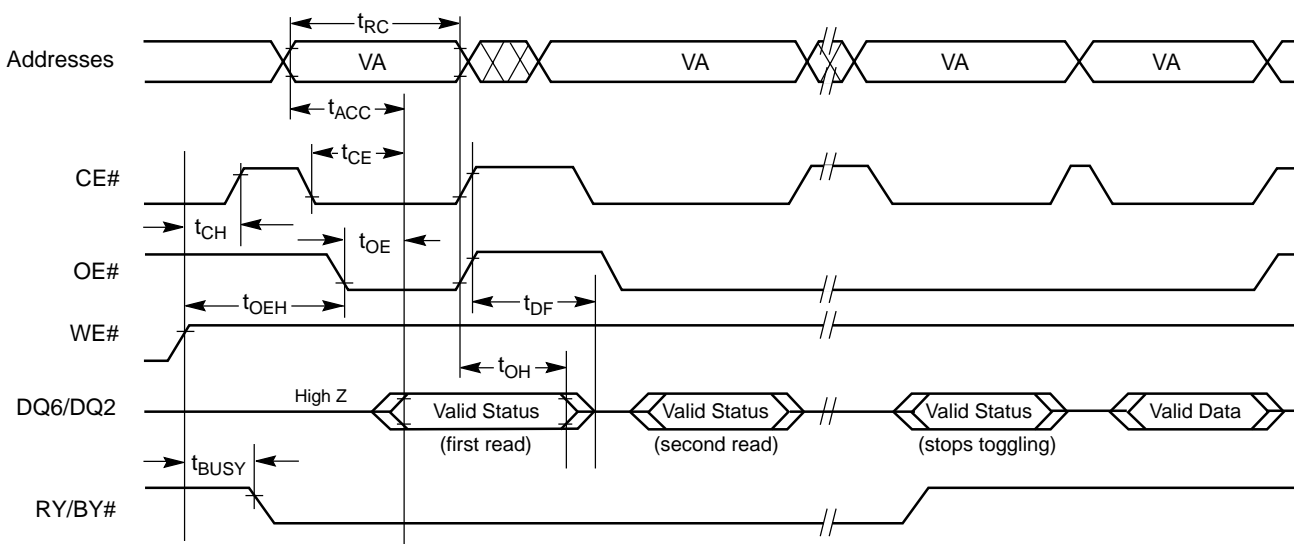 tRC
Addresses VA VA VA VA
tACC
tCE
CE#
tCH tOE
OE#
tOEH tDF
WE#
tOH
High Z
DQ6/DQ2 Valid Status Valid Status Valid Status Valid Data
(first read) (second read) (stops toggling)
tBUSY
RY/BY#